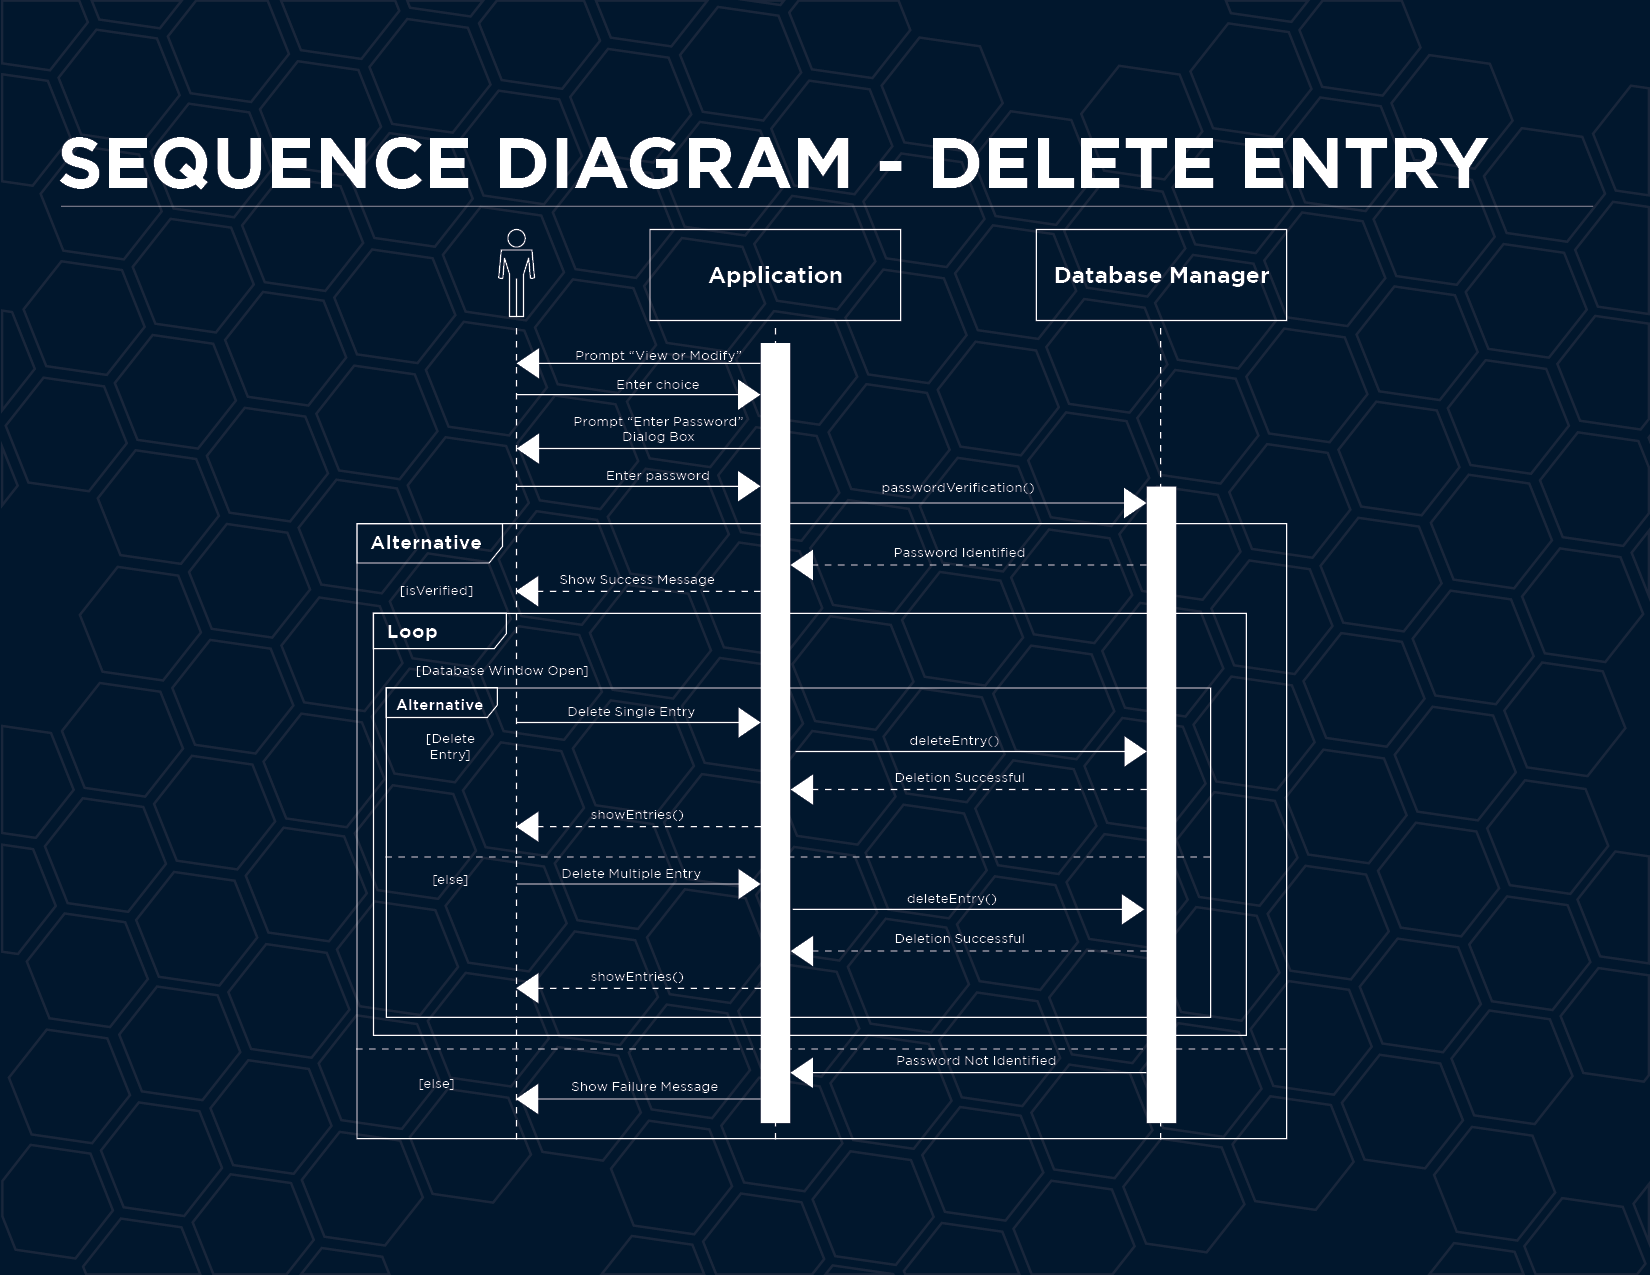 SEQUENCE DIAGRAM - DELETE ENTRY
Application
Database Manager
Prompt “View or Modify”
Enter choice
Prompt “Enter Password”
Dialog Box
Enter password
passwordVerification()
Alternative
Password Identified
Show Success Message
[isVerified]
Loop
[Database Window Open]
Alternative
Delete Single Entry
[Delete
Entry]
deleteEntry()
Deletion Successful
showEntries()
[else]
Delete Multiple Entry
deleteEntry()
Deletion Successful
showEntries()
Password Not Identified
[else]
Show Failure Message